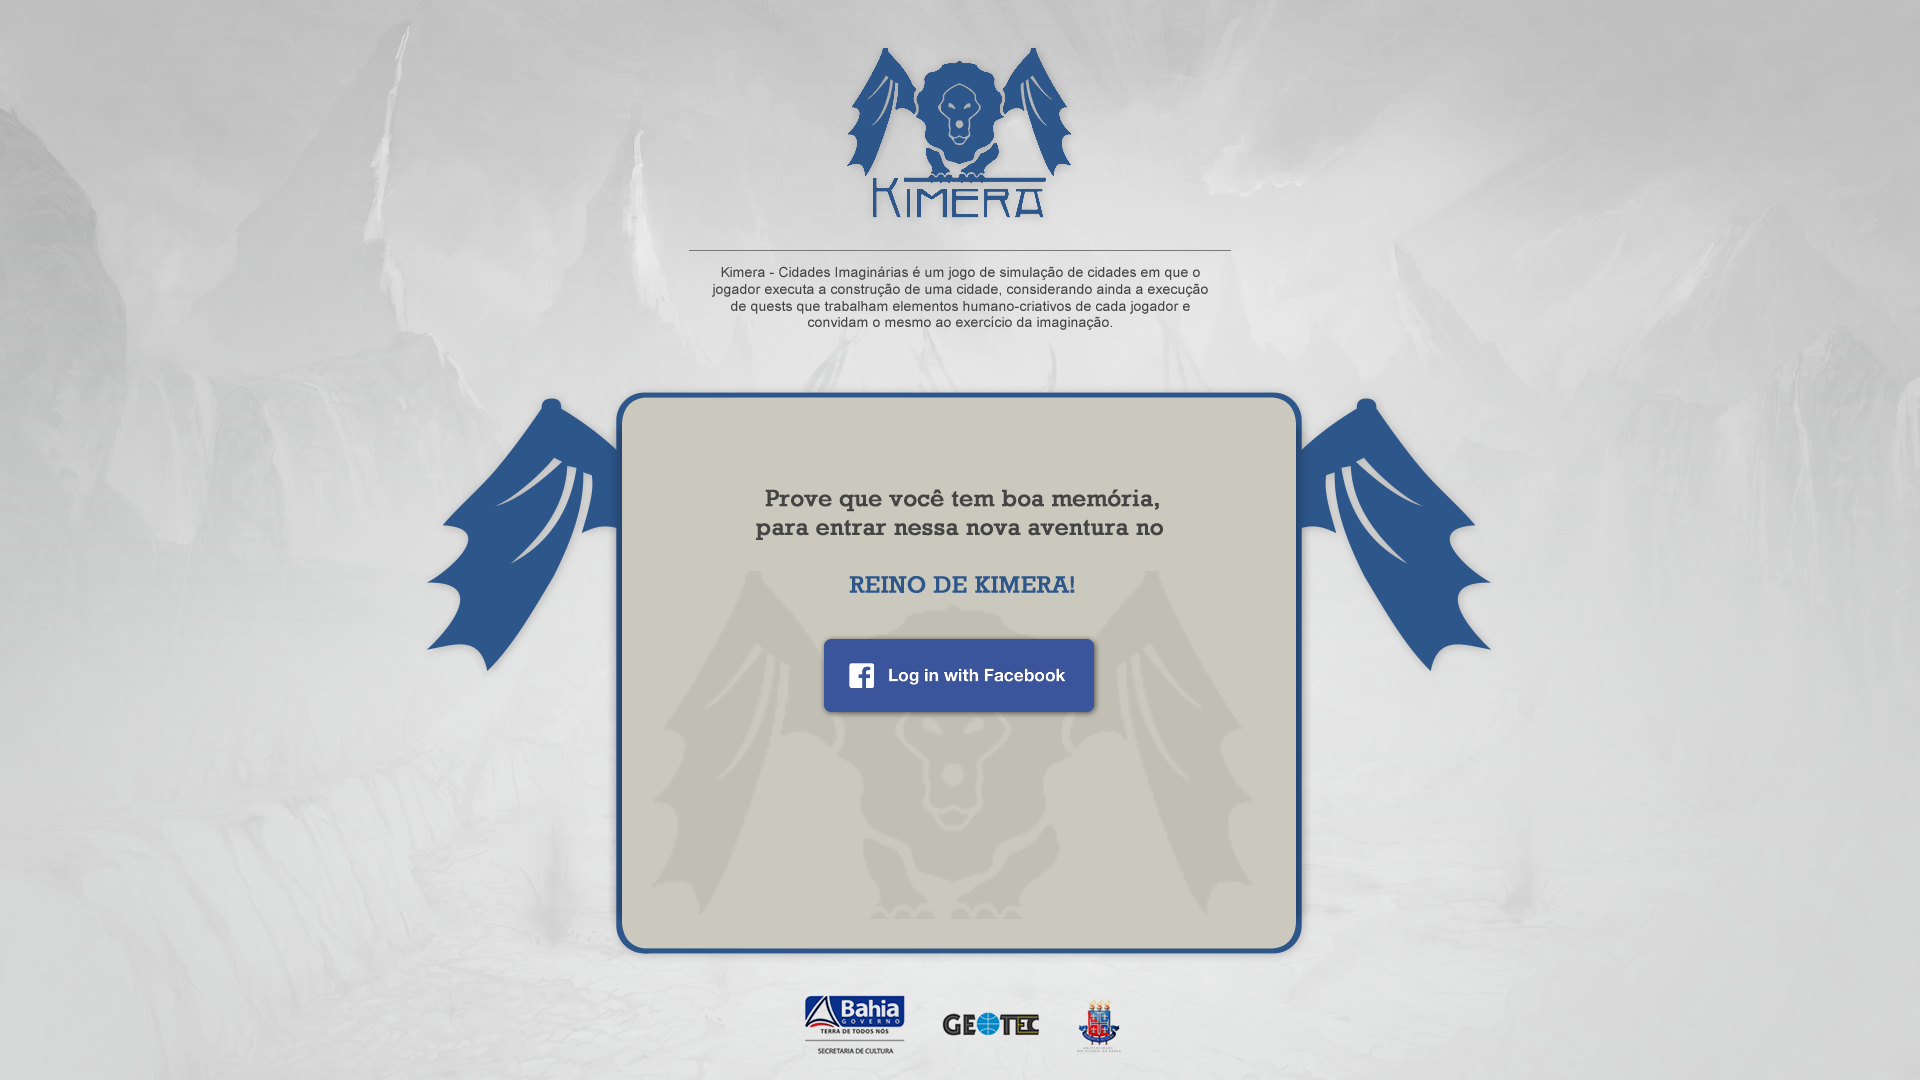 KIMERA
Kimera - Cidades Imaginárias é um jogo de simulação de cidades em que o
jogador executa a construção de uma cidade, considerando ainda a execução
de quests que trabalham elementos humano-criativos de cada jogador e
convidam o mesmo ao exercício da imaginação.
Prove que você tem boa memória,
para entrar nessa nova aventura no
REINO DE KIMERA!
Log in with Facebook
Bahia
GOVERNO
TERRA DE TODOS NÓS
SECRETARIA DE CULTURA
GEOTEC